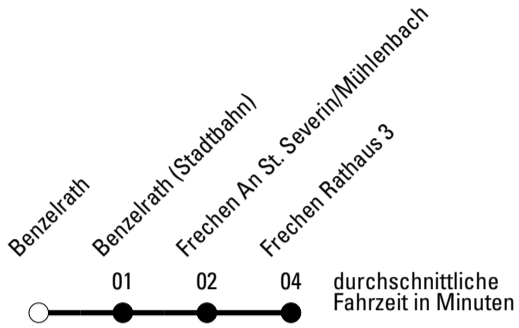 Benzelrath
Benzelrath (Stadtbahn)
Frechen An St. Severin/Mühlenbach
Frechen Rathaus 3
01 02 04 durchschnittliche
Fahrzeit in Minuten